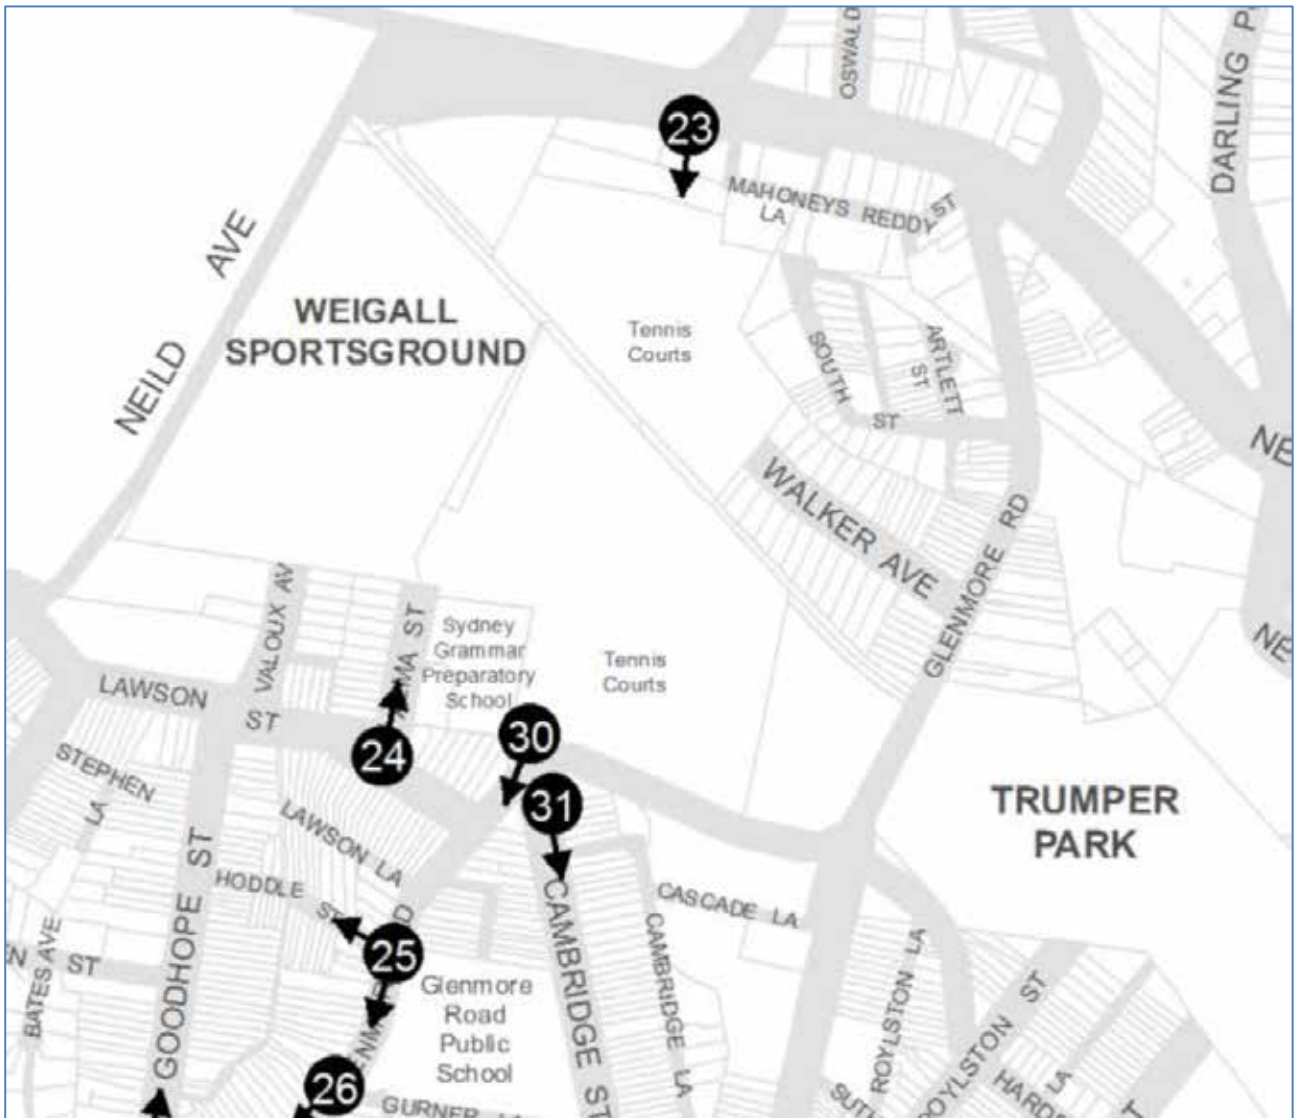 OSWALD
DARLING P
23
MAHONEYS
LA
REDDY
ST
NEILD AVE
WEIGALL
SPORTSGROUND
Tennis
Courts
SOUTH
ST
ARTLETT
ST
NE
WALKER AVE
GLENMORE RD
NE
VALOUX AV
Sydney
Grammar
Preparatory
School
Tennis
Courts
LAWSON
ST
24
30
31
STEPHEN
LA
LAWSON LA
TRUMPER
PARK
HODDLE
ST
GOODHOPE ST
CASCADE LA
CAMBRIDGE ST
CAMBRIDGE LA
25
BATES AVE
N ST
Glenmore
Road
Public
School
ROYLSTON LA
OYLSTON ST
26
GURNER
LA